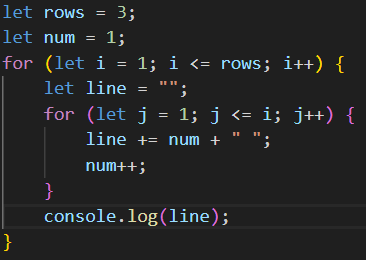 let rows = 3;
let num = 1;
for (let i = 1; i <= rows; i++) {
    let line = "";
    for (let j = 1; j <= i; j++) {
        line += num + " ";
        num++;
    }
    console.log(line);
}